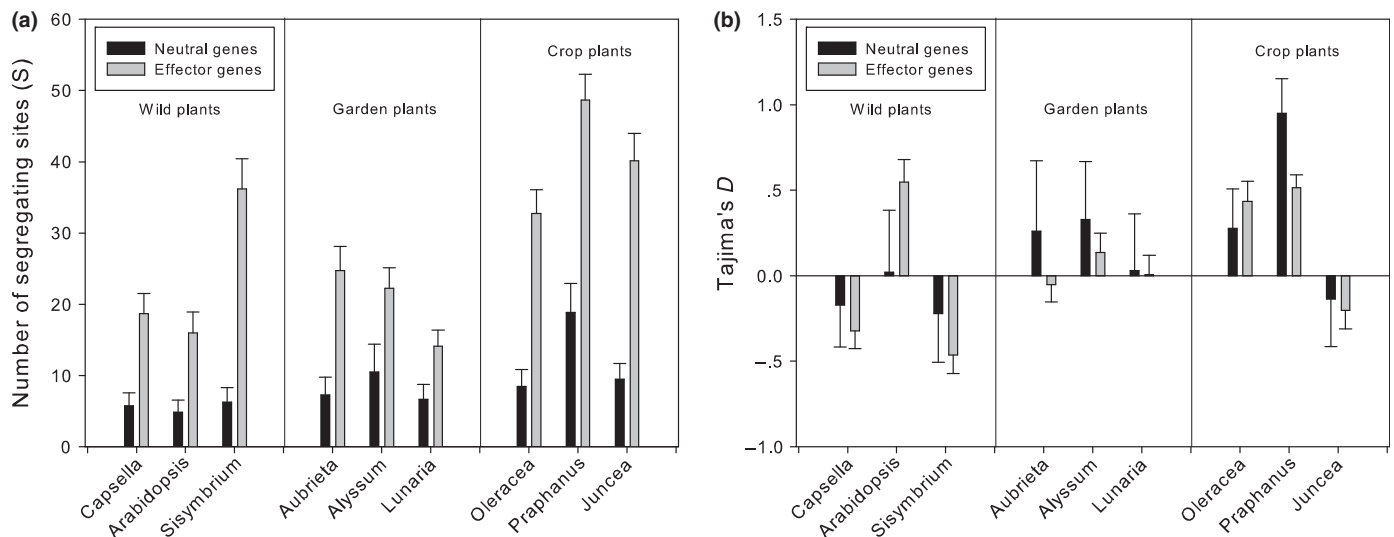 (a)
Number of segregating sites (S)
60
50
40
30
20
10
0
Neutral genes
Effector genes
Wild plants
Garden plants
Crop plants
Capsella
Arabidopsis
Sisymbrium
Aubrieta
Alyssum
Lunaria
Oleracea
Praphanus
Juncea
(b)
Tajima's D
1.5
1.0
.5
0.0
–.5
–1.0
Neutral genes
Effector genes
Wild plants
Garden plants
Crop plants
Capsella
Arabidopsis
Sisymbrium
Aubrieta
Alyssum
Lunaria
Oleracea
Praphanus
Juncea